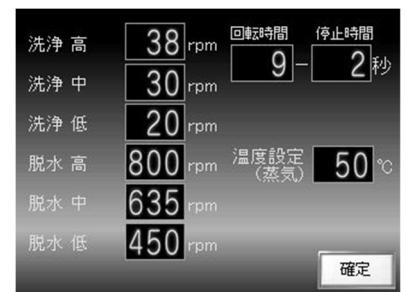 洗浄 高 38 rpm
洗浄 中 30 rpm
洗浄 低 20 rpm
脱水 高 800 rpm
脱水 中 635 rpm
脱水 低 450 rpm
回転時間 停止時間
9 - 2 秒
温度設定
(蒸気) 50 ℃
確定